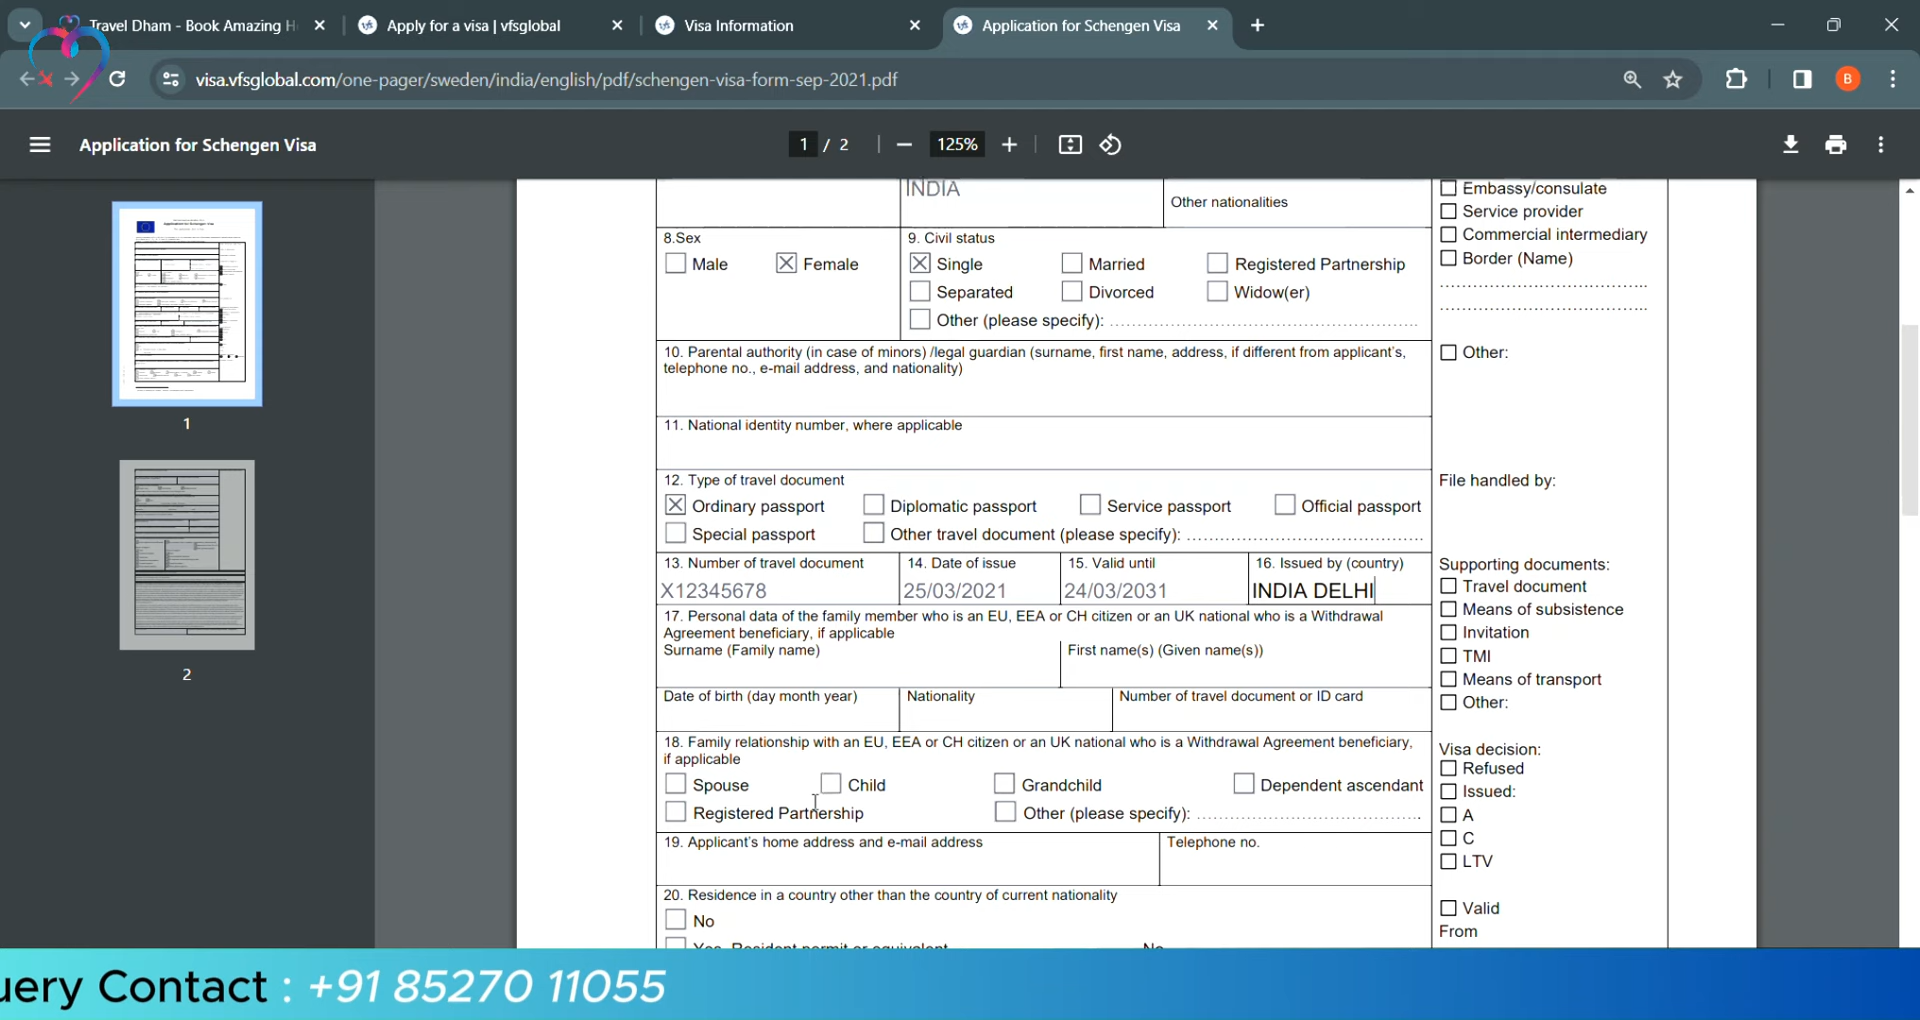 Travel Dham - Book Amazing H
Apply for a visa | vfsglobal
Visa Information
Application for Schengen Visa
visa.vfsglobal.com/one-pager/sweden/india/english/pdf/schengen-visa-form-sep-2021.pdf
B
Application for Schengen Visa
1 / 2
125%
1
2
INDIA
Other nationalities
8.Sex
Male
Female
9. Civil status
Single
Married
Registered Partnership
Separated
Divorced
Widow(er)
Other (please specify):
10. Parental authority (in case of minors) /legal guardian (surname, first name, address, if different from applicant's,
telephone no., e-mail address, and nationality)
11. National identity number, where applicable
12. Type of travel document
Ordinary passport
Diplomatic passport
Service passport
Official passport
Special passport
Other travel document (please specify):
13. Number of travel document
14. Date of issue
15. Valid until
16. Issued by (country)
X12345678
25/03/2021
24/03/2031
INDIA DELHI
17. Personal data of the family member who is an EU, EEA or CH citizen or an UK national who is a Withdrawal
Agreement beneficiary, if applicable
Surname (Family name)
First name(s) (Given name(s))
Date of birth (day month year)
Nationality
Number of travel document or ID card
18. Family relationship with an EU, EEA or CH citizen or an UK national who is a Withdrawal Agreement beneficiary,
if applicable
Spouse
Child
Grandchild
Dependent ascendant
Registered Partnership
Other (please specify):
19. Applicant's home address and e-mail address
Telephone no.
20. Residence in a country other than the country of current nationality
No
Yes. Resident permit or equivalent
No
Embassy/consulate
Service provider
Commercial intermediary
Border (Name)
Other:
File handled by:
Supporting documents:
Travel document
Means of subsistence
Invitation
TMI
Means of transport
Other:
Visa decision:
Refused
Issued:
A
C
LTV
Valid
From
uery Contact : +91 85270 11055